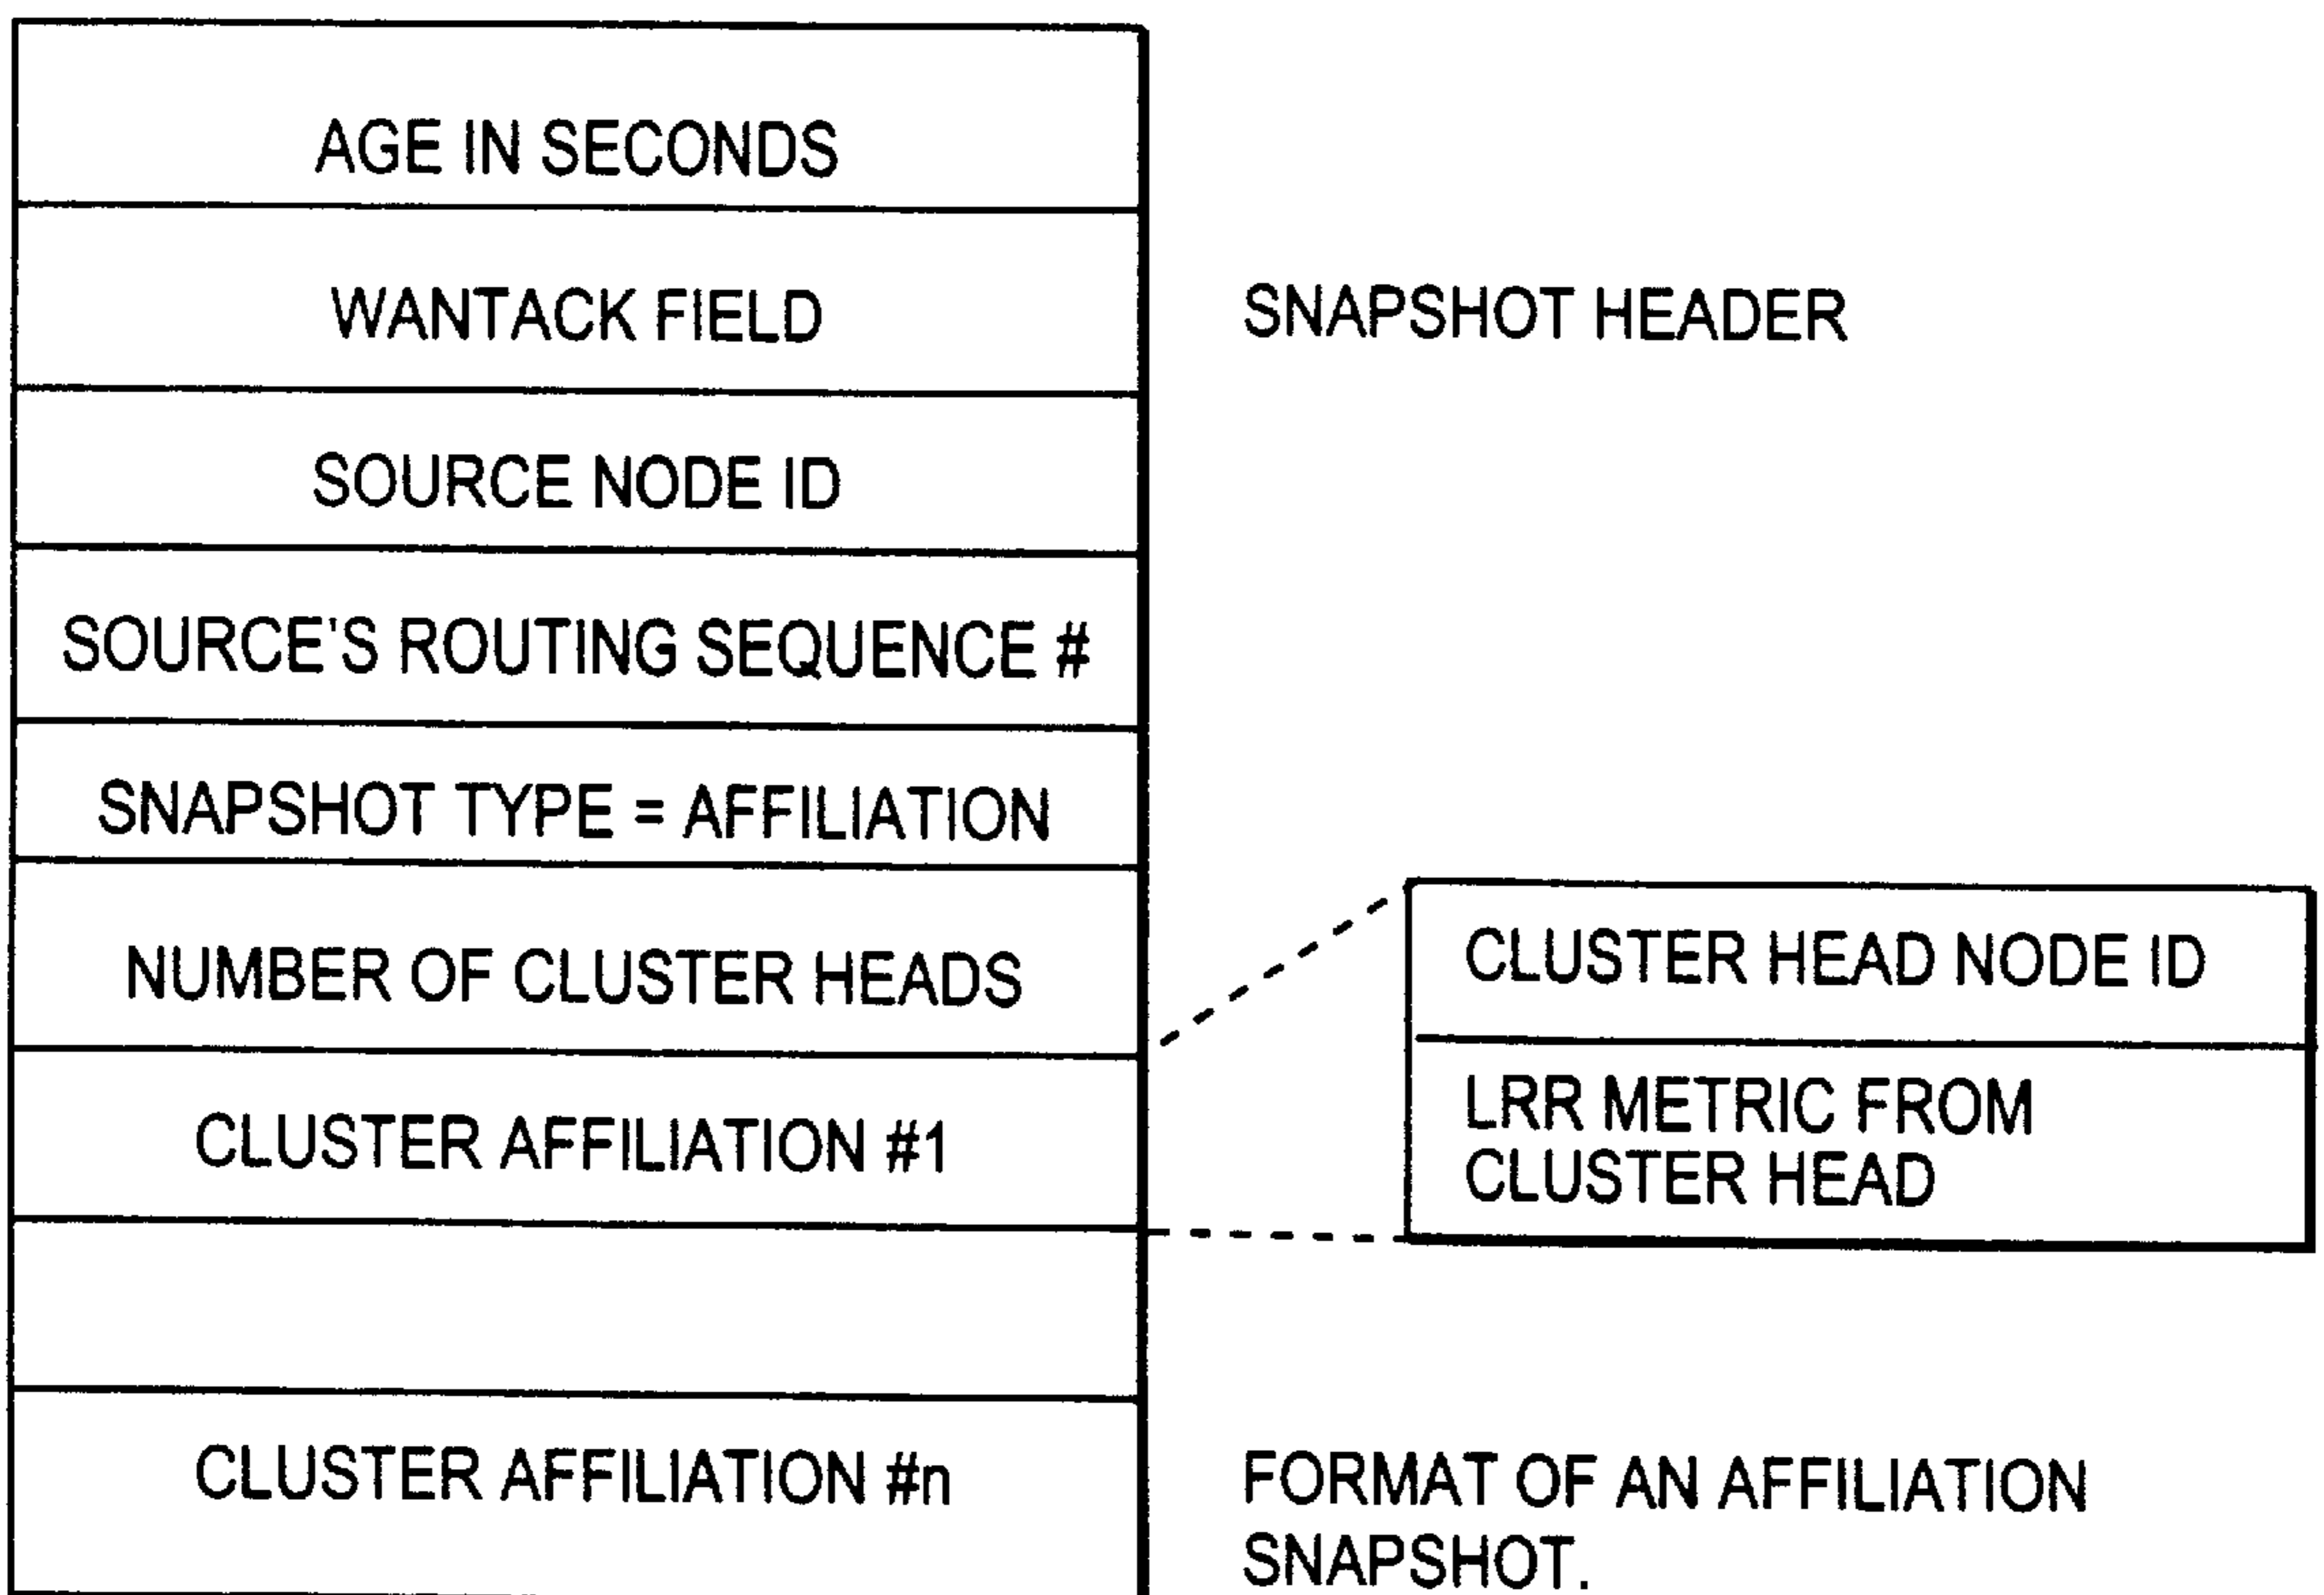 AGE IN SECONDS
WANTACK FIELD
SNAPSHOT HEADER
SOURCE NODE ID
SOURCE'S ROUTING SEQUENCE #
SNAPSHOT TYPE = AFFILIATION
NUMBER OF CLUSTER HEADS
CLUSTER HEAD NODE ID
LRR METRIC FROM
CLUSTER HEAD
CLUSTER AFFILIATION #1
CLUSTER AFFILIATION #n
FORMAT OF AN AFFILIATION
SNAPSHOT.